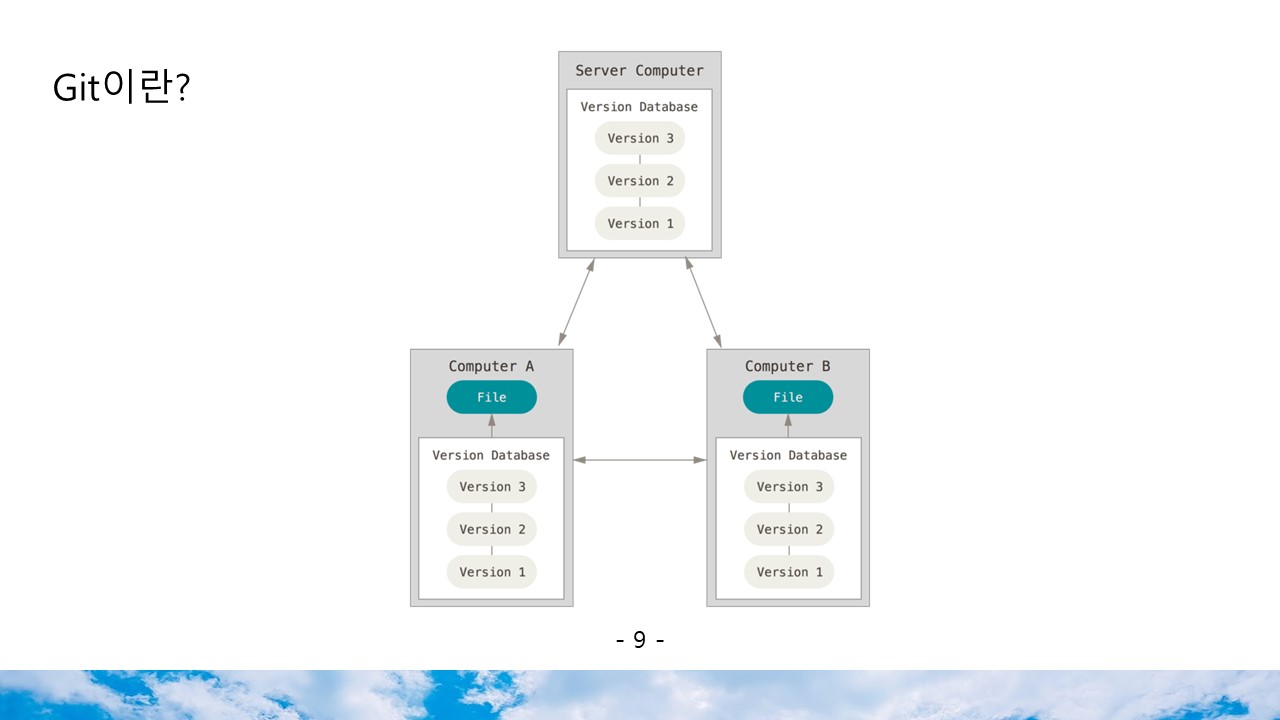 Git이란?
Server Computer
Version Database
Version 3
Version 2
Version 1
Computer A
File
Version Database
Version 3
Version 2
Version 1
Computer B
File
Version Database
Version 3
Version 2
Version 1
- 9 -